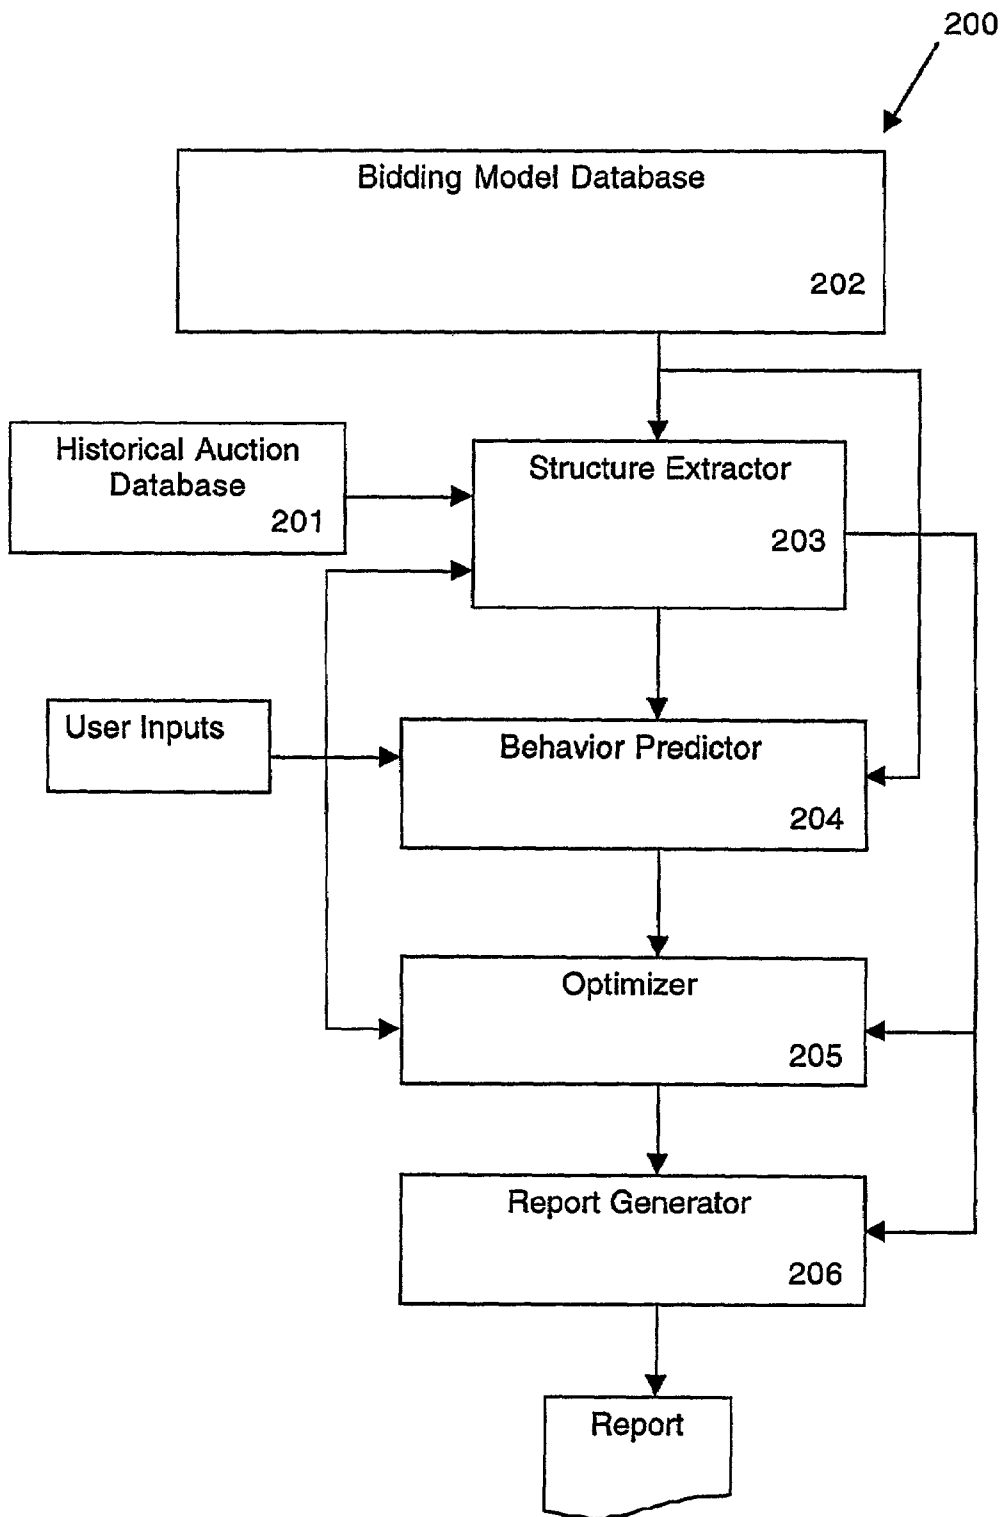 200
Bidding Model Database
202
Historical Auction
Database
201
Structure Extractor
203
User Inputs
Behavior Predictor
204
Optimizer
205
Report Generator
206
Report